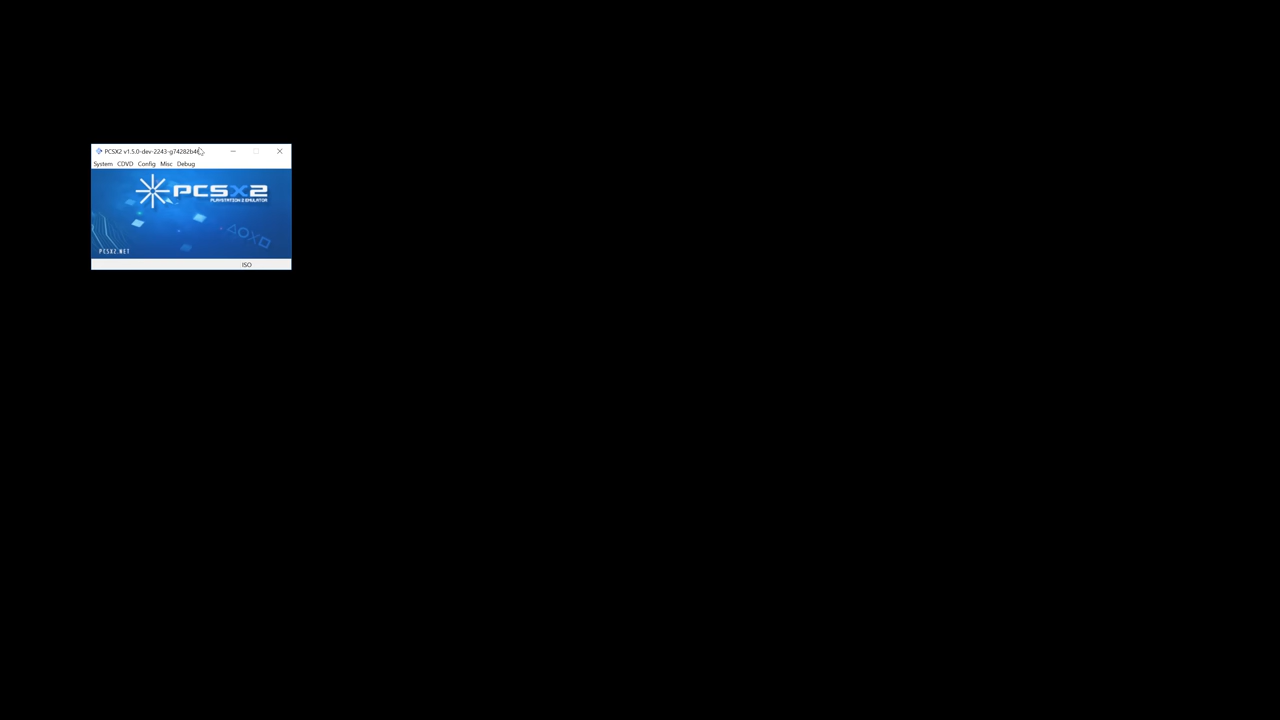 PCSX2 v1.5.0-dev-2243-g74282b4
System CDVD Config Misc Debug
PCSX2
PLAYSTATION 2 EMULATOR
PCSX2.NET
ISO